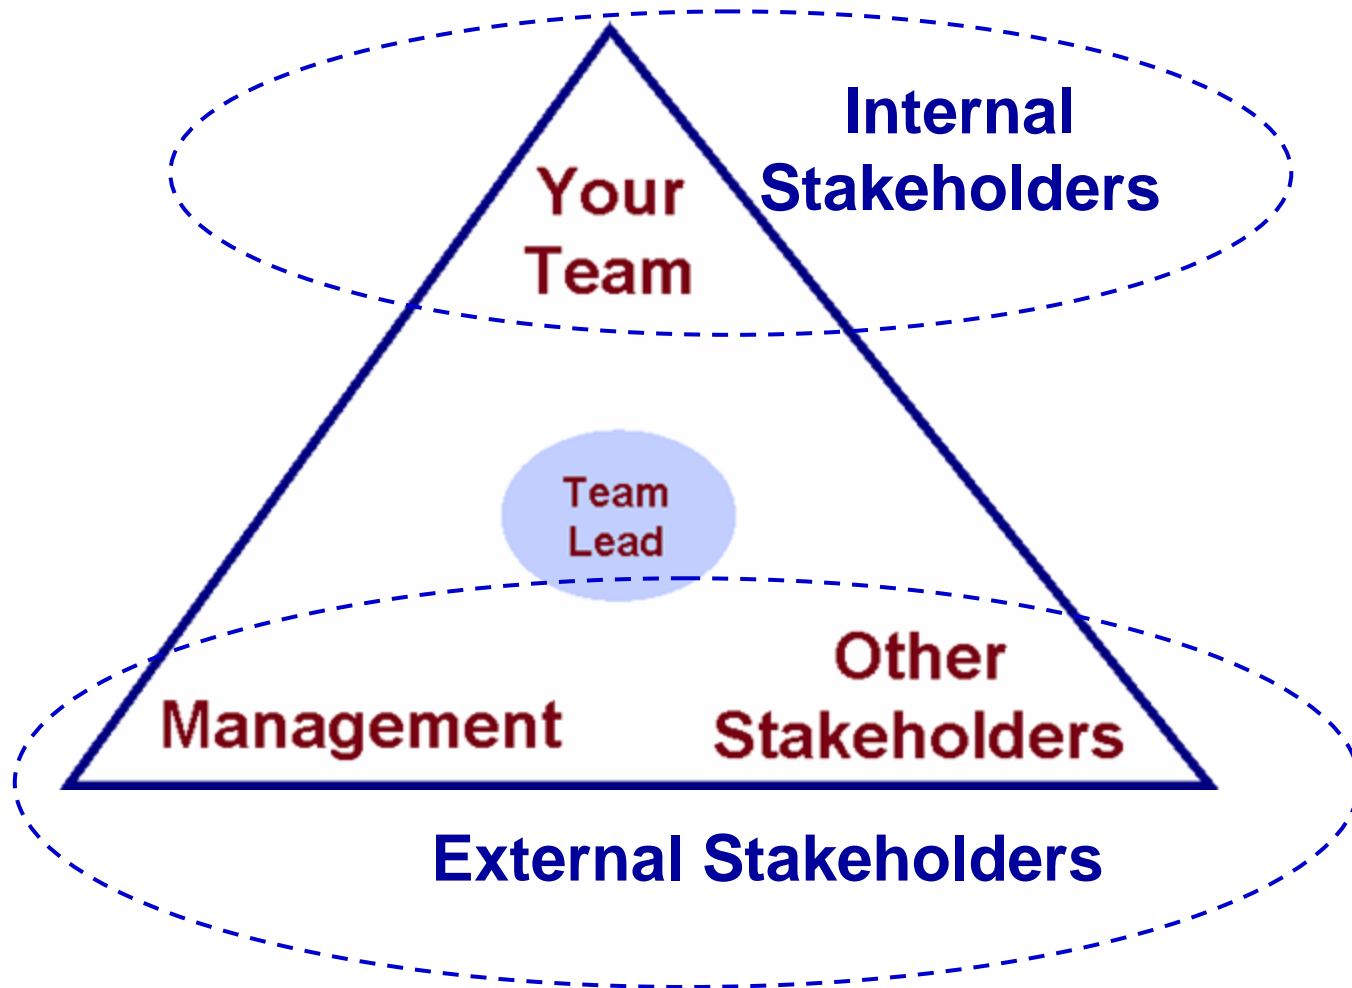 Internal
Stakeholders
Your
Team
Team
Lead
Other
Stakeholders
Management
External Stakeholders